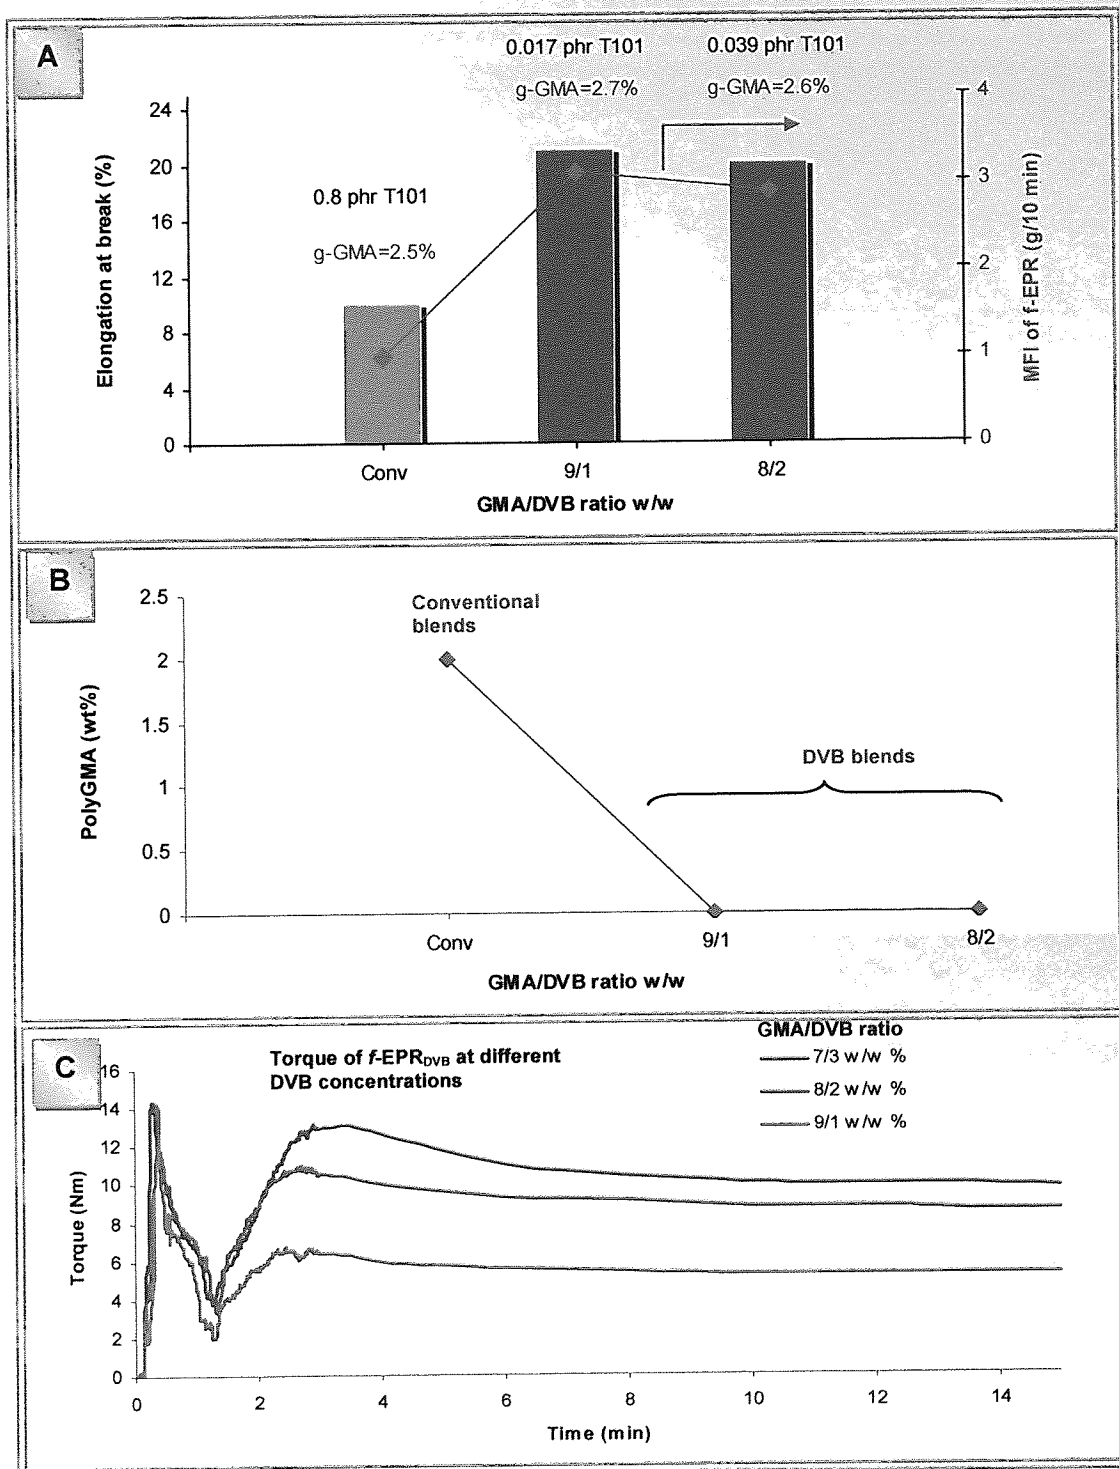 A
0.017 phr T101
0.039 phr T101
g-GMA=2.7%
g-GMA=2.6%
0.8 phr T101
g-GMA=2.5%
Elongation at break (%)
24
20
16
12
8
4
0
MFI of f-EPR (g/10 min)
4
3
2
1
0
Conv
9/1
8/2
GMA/DVB ratio w/w
B
PolyGMA (wt%)
2.5
2
1.5
1
0.5
0
Conventional
blends
DVB blends
Conv
9/1
8/2
GMA/DVB ratio w/w
C
Torque of f-EPRDVB at different
DVB concentrations
GMA/DVB ratio
7/3 w/w %
8/2 w/w %
9/1 w/w %
Torque (Nm)
16
14
12
10
8
6
4
2
0
0
2
4
6
8
10
12
14
Time (min)